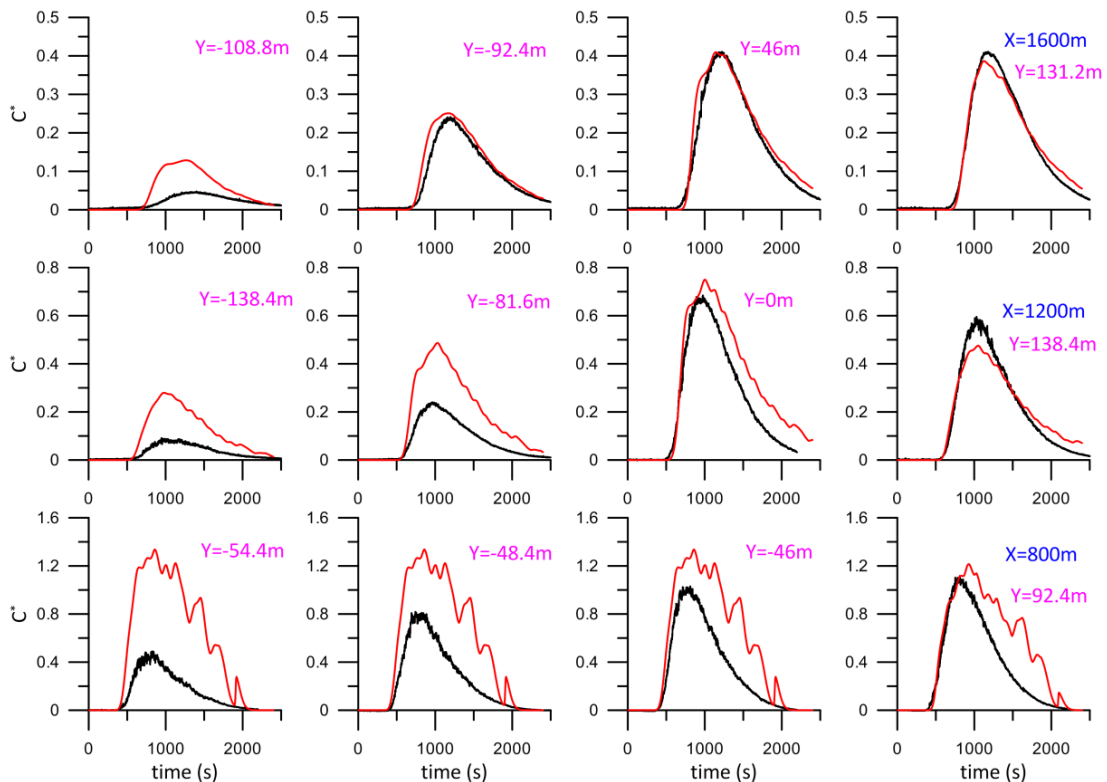 0.5
0.4
0.3
0.2
0.1
0
C*
Y=-108.8m
0 1000 2000
0.5
0.4
0.3
0.2
0.1
0
Y=-92.4m
0 1000 2000
0.5
0.4
0.3
0.2
0.1
0
Y=46m
0 1000 2000
0.5
0.4
0.3
0.2
0.1
0
X=1600m
Y=131.2m
0 1000 2000
0.8
0.6
0.4
0.2
0
C*
Y=-138.4m
0 1000 2000
0.8
0.6
0.4
0.2
0
Y=-81.6m
0 1000 2000
0.8
0.6
0.4
0.2
0
Y=0m
0 1000 2000
0.8
0.6
0.4
0.2
0
X=1200m
Y=138.4m
0 1000 2000
1.6
1.2
0.8
0.4
0
C*
Y=-54.4m
0 1000 2000
time (s)
1.6
1.2
0.8
0.4
0
Y=-48.4m
0 1000 2000
time (s)
1.6
1.2
0.8
0.4
0
Y=-46m
0 1000 2000
time (s)
1.6
1.2
0.8
0.4
0
X=800m
Y=92.4m
0 1000 2000
time (s)